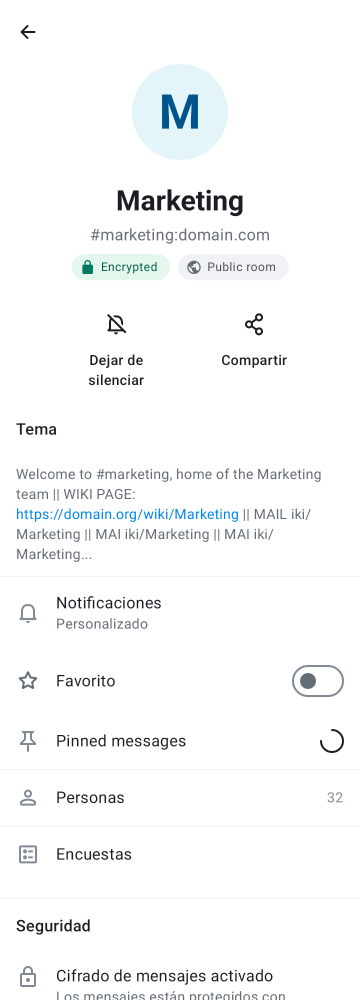 M
Marketing
#marketing:domain.com
Encrypted
Public room
Dejar de
silenciar
Compartir
Tema
Welcome to #marketing, home of the Marketing
team || WIKI PAGE:
https://domain.org/wiki/Marketing || MAIL iki/
Marketing || MAI iki/Marketing || MAI iki/
Marketing...
Notificaciones
Personalizado
Favorito
Pinned messages
Personas
32
Encuestas
Seguridad
Cifrado de mensajes activado
Los mensajes están protegidos con